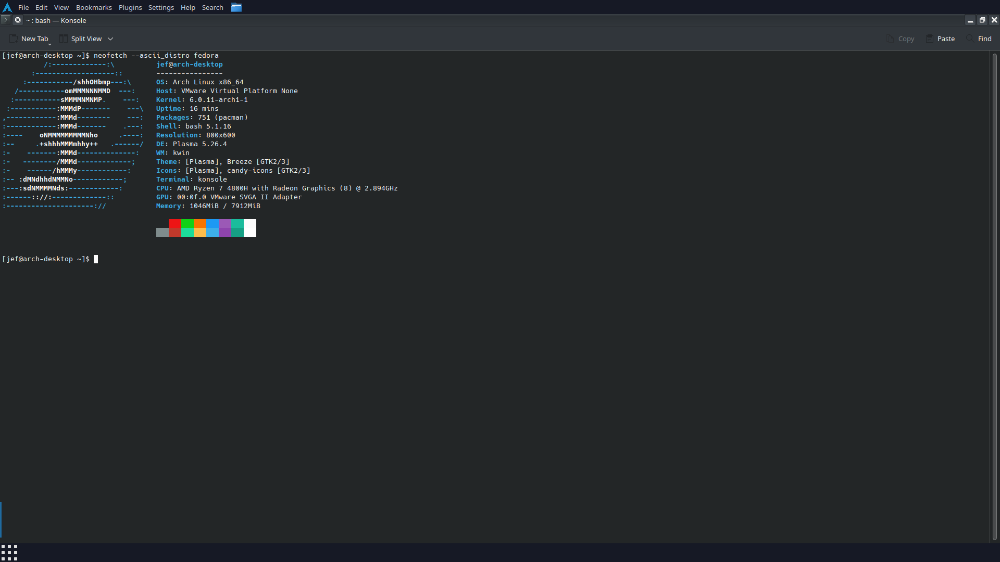 File Edit View Bookmarks Plugins Settings Help Search
~ : bash — Konsole
New Tab Split View Copy Paste Find
[jef@arch-desktop ~]$ neofetch --ascii_distro fedora
          /:-------------:\          jef@arch-desktop
       :-------------------::        ----------------
     :-----------/shhOHbmp---:\      OS: Arch Linux x86_64
   /-----------omMMMNNNMMD  ---:     Host: VMware Virtual Platform None
  :-----------sMMMMNMNMP.    ---:    Kernel: 6.0.11-arch1-1
 :-----------:MMMdP-------    ---\   Uptime: 16 mins
,------------:MMMd--------    ---:   Packages: 751 (pacman)
:------------:MMMd-------    .---:   Shell: bash 5.1.16
:----    oNMMMMMMMMMNho     .----:   Resolution: 800x600
:--     .+shhhMMMmhhy++   .------/   DE: Plasma 5.26.4
:-    -------:MMMd--------------:    WM: kwin
:-   --------/MMMd-------------;     Theme: [Plasma], Breeze [GTK2/3]
:-    ------/hMMMy------------:      Icons: [Plasma], candy-icons [GTK2/3]
:-- :dMNdhhdNMMNo------------;       Terminal: konsole
:---:sdNMMMMNds:------------:        CPU: AMD Ryzen 7 4800H with Radeon Graphics (8) @ 2.894GHz
:------:://:-------------::          GPU: 00:0f.0 VMware SVGA II Adapter
:---------------------://            Memory: 1046MiB / 7912MiB
[jef@arch-desktop ~]$